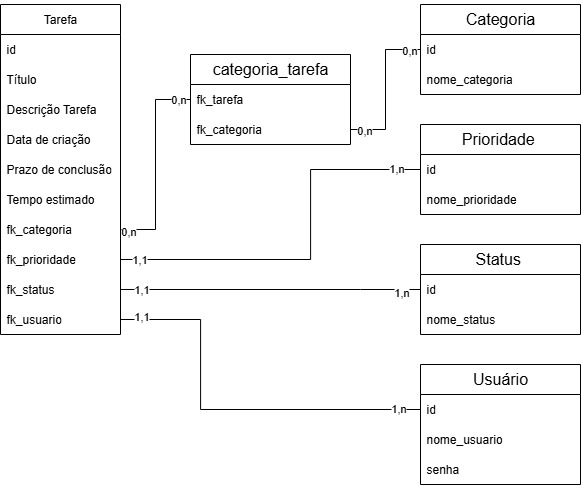 Tarefa
id
Título
Descrição Tarefa
Data de criação
Prazo de conclusão
Tempo estimado
fk_categoria
fk_prioridade
fk_status
fk_usuario
0,n
1,1
1,1
1,1
categoria_tarefa
fk_tarefa
fk_categoria
0,n
0,n
Categoria
id
nome_categoria
0,n
Prioridade
id
nome_prioridade
1,n
Status
id
nome_status
1,n
Usuário
id
nome_usuario
senha
1,n